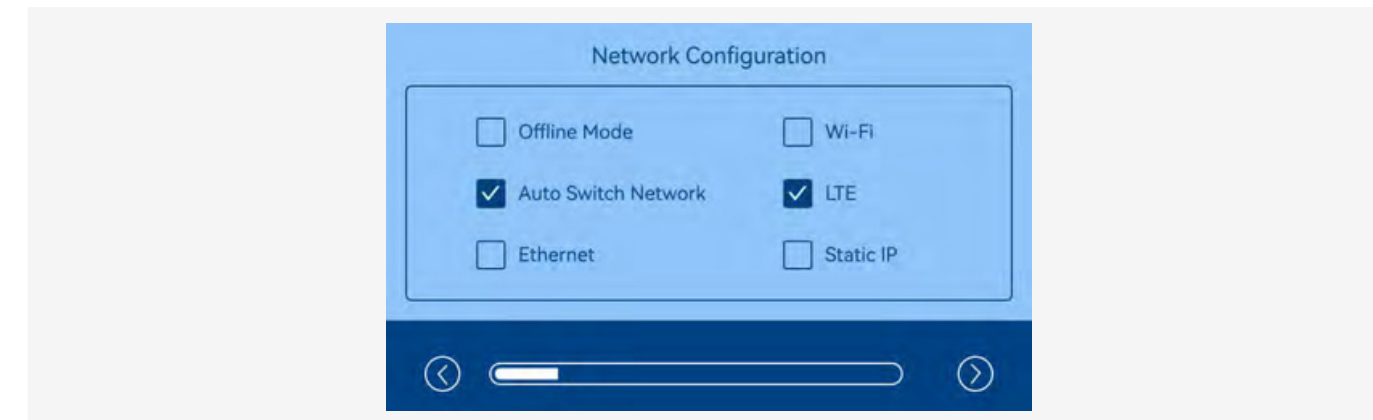 Network Configuration
Offline Mode
Wi-Fi
Auto Switch Network
LTE
Ethernet
Static IP